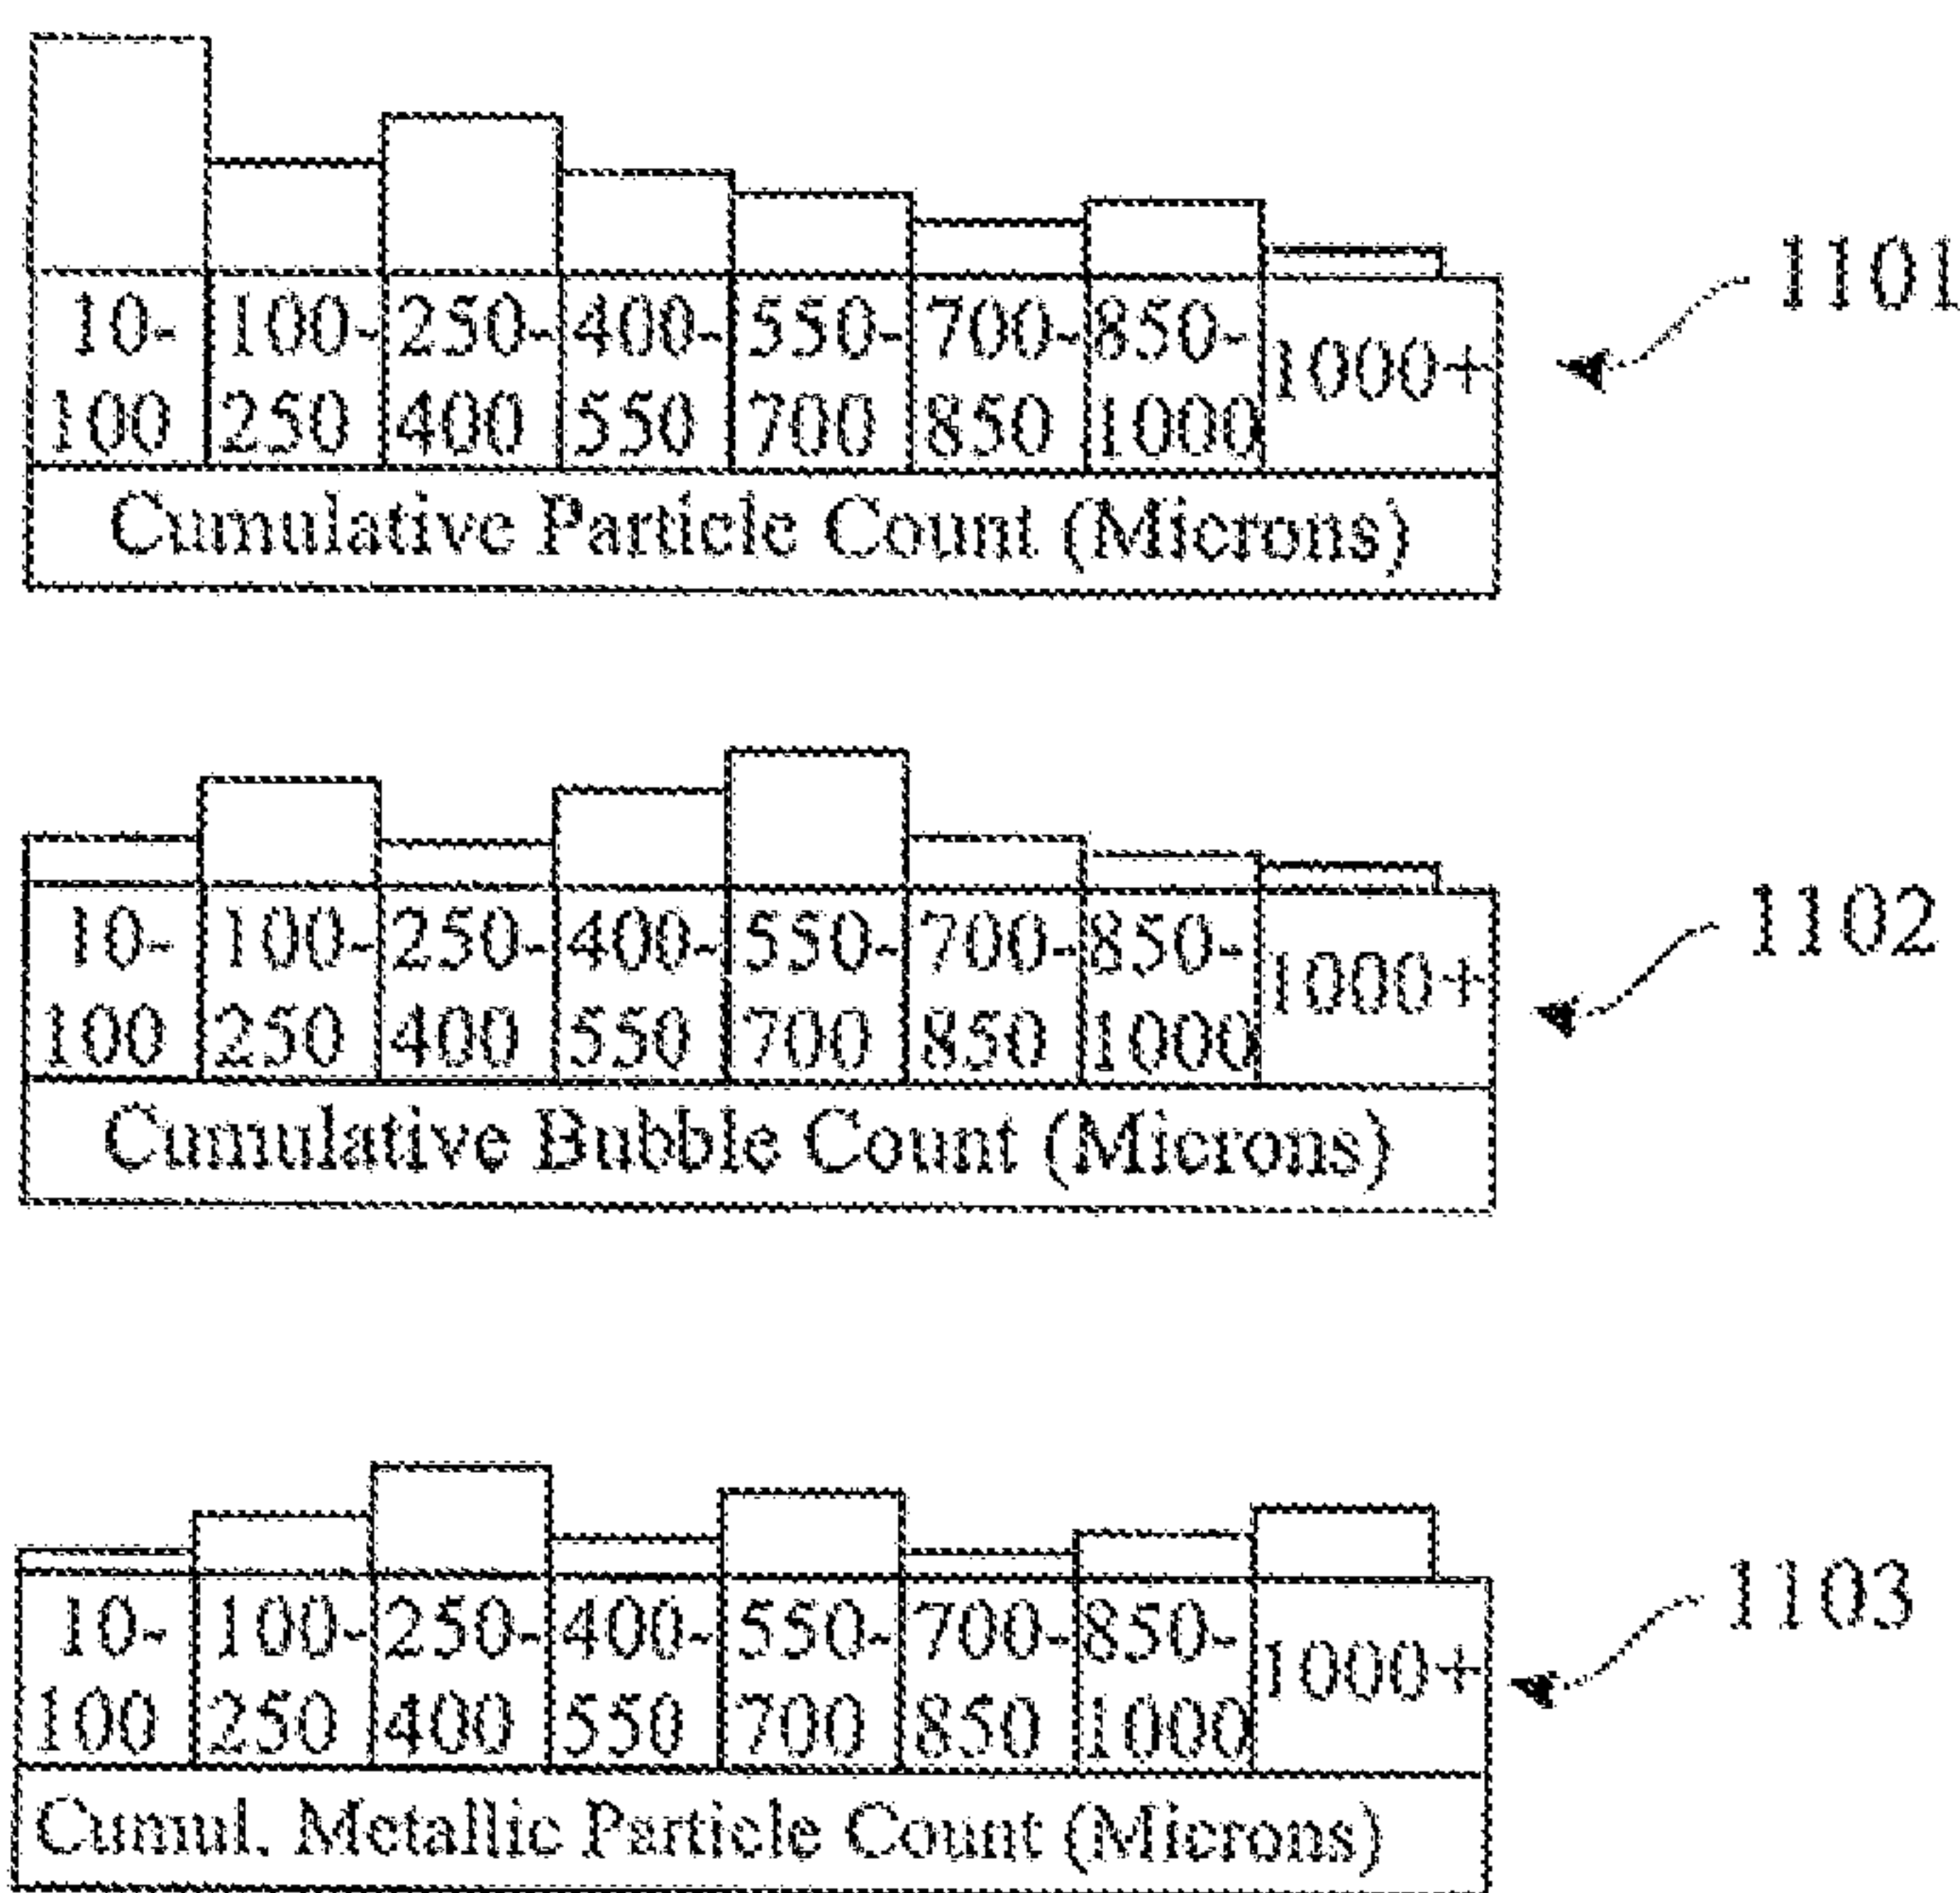 10- 100- 250- 400- 550- 700- 850- 1000+
100 250 400 550 700 850 1000
Cumulative Particle Count (Microns)
1101
10- 100- 250- 400- 550- 700- 850- 1000+
100 250 400 550 700 850 1000
Cumulative Bubble Count (Microns)
1102
10- 100- 250- 400- 550- 700- 850- 1000+
100 250 400 550 700 850 1000
Cumul. Metallic Particle Count (Microns)
1103